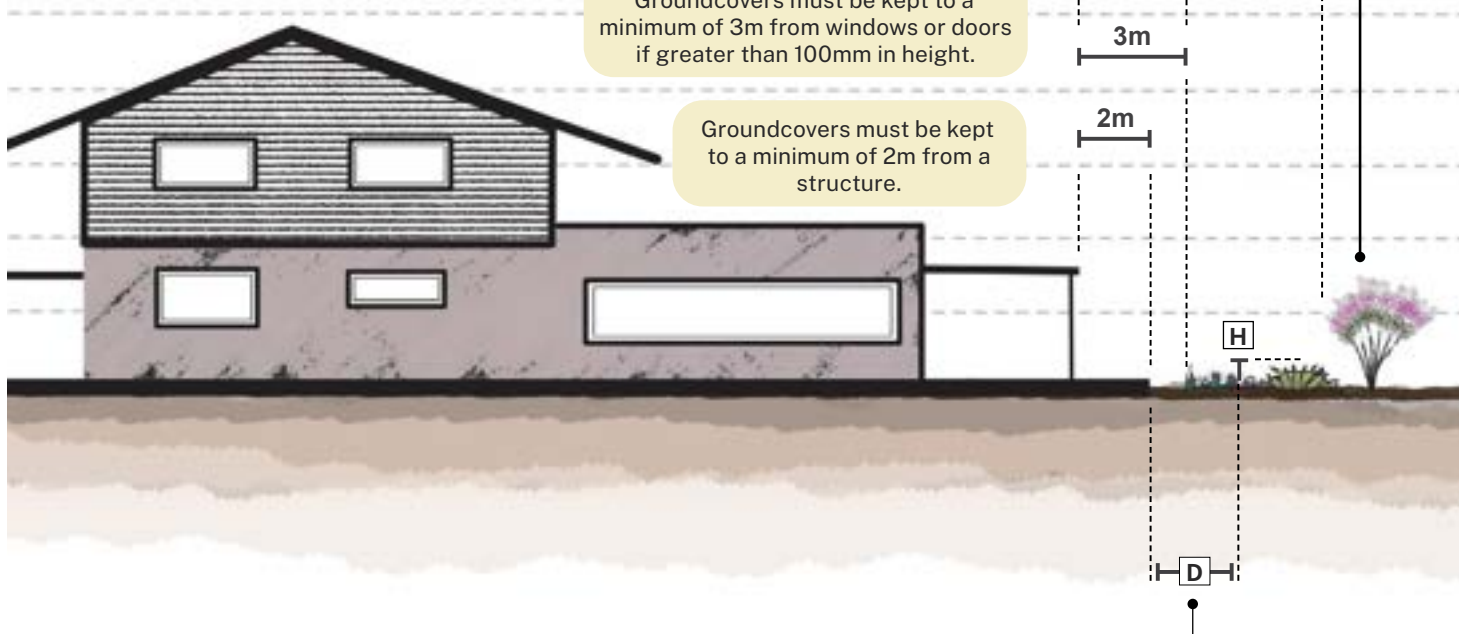 Groundcovers must be kept to a
minimum of 3m from windows or doors
if greater than 100mm in height.
3m
2m
Groundcovers must be kept
to a minimum of 2m from a
structure.
H
D